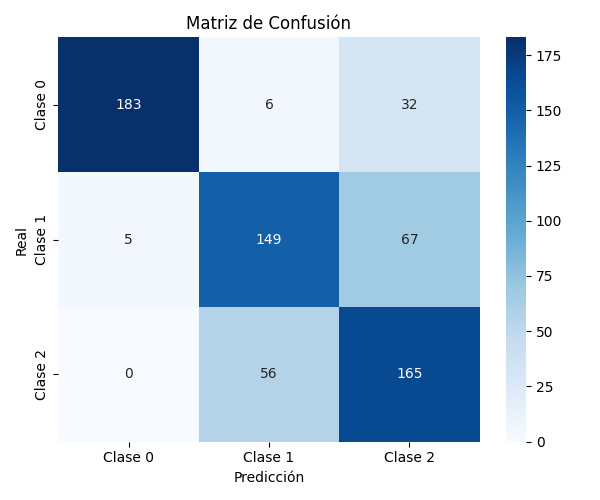 Matriz de Confusión
Real
Clase 0
183
6
32
Clase 1
5
149
67
Clase 2
0
56
165
Clase 0
Clase 1
Clase 2
Predicción
175
150
125
100
75
50
25
0